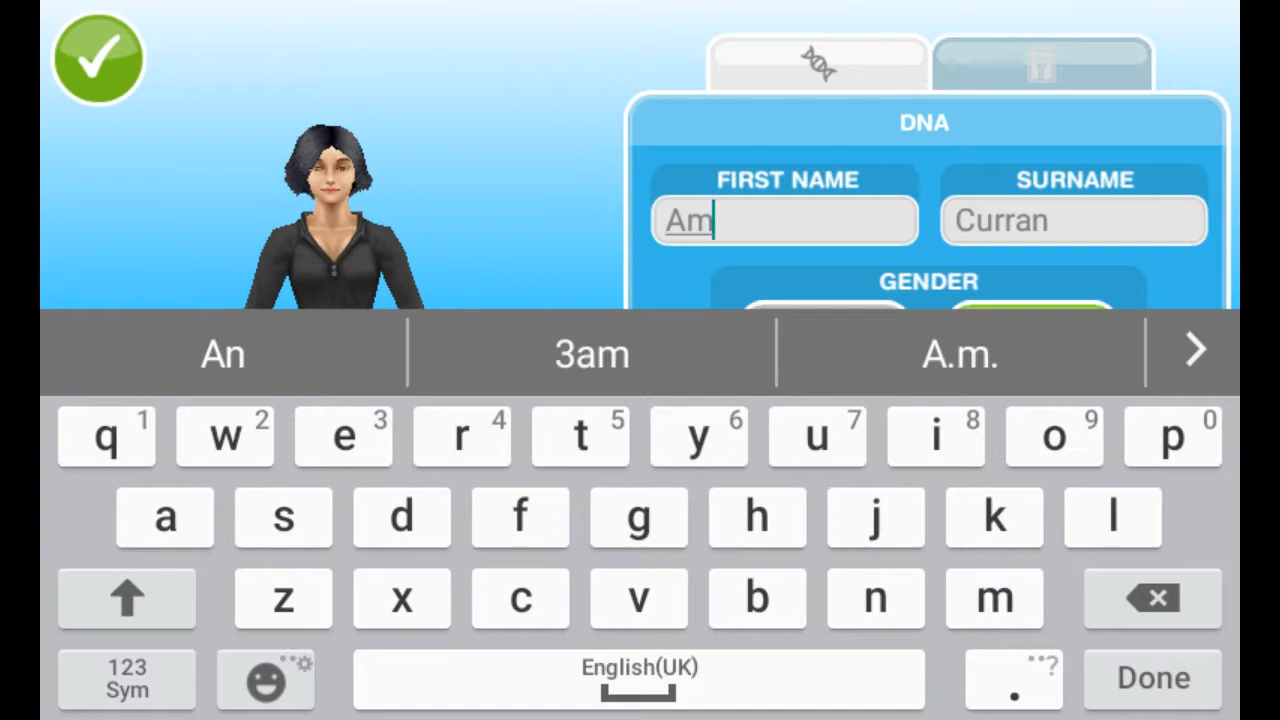 DNA
FIRST NAME SURNAME
Am Curran
GENDER
An 3am A.m.
q 1 w 2 e 3 r 4 t 5 y 6 u 7 i 8 o 9 p 0
a s d f g h j k l
z x c v b n m
123 English(UK) ..?
Sym . Done